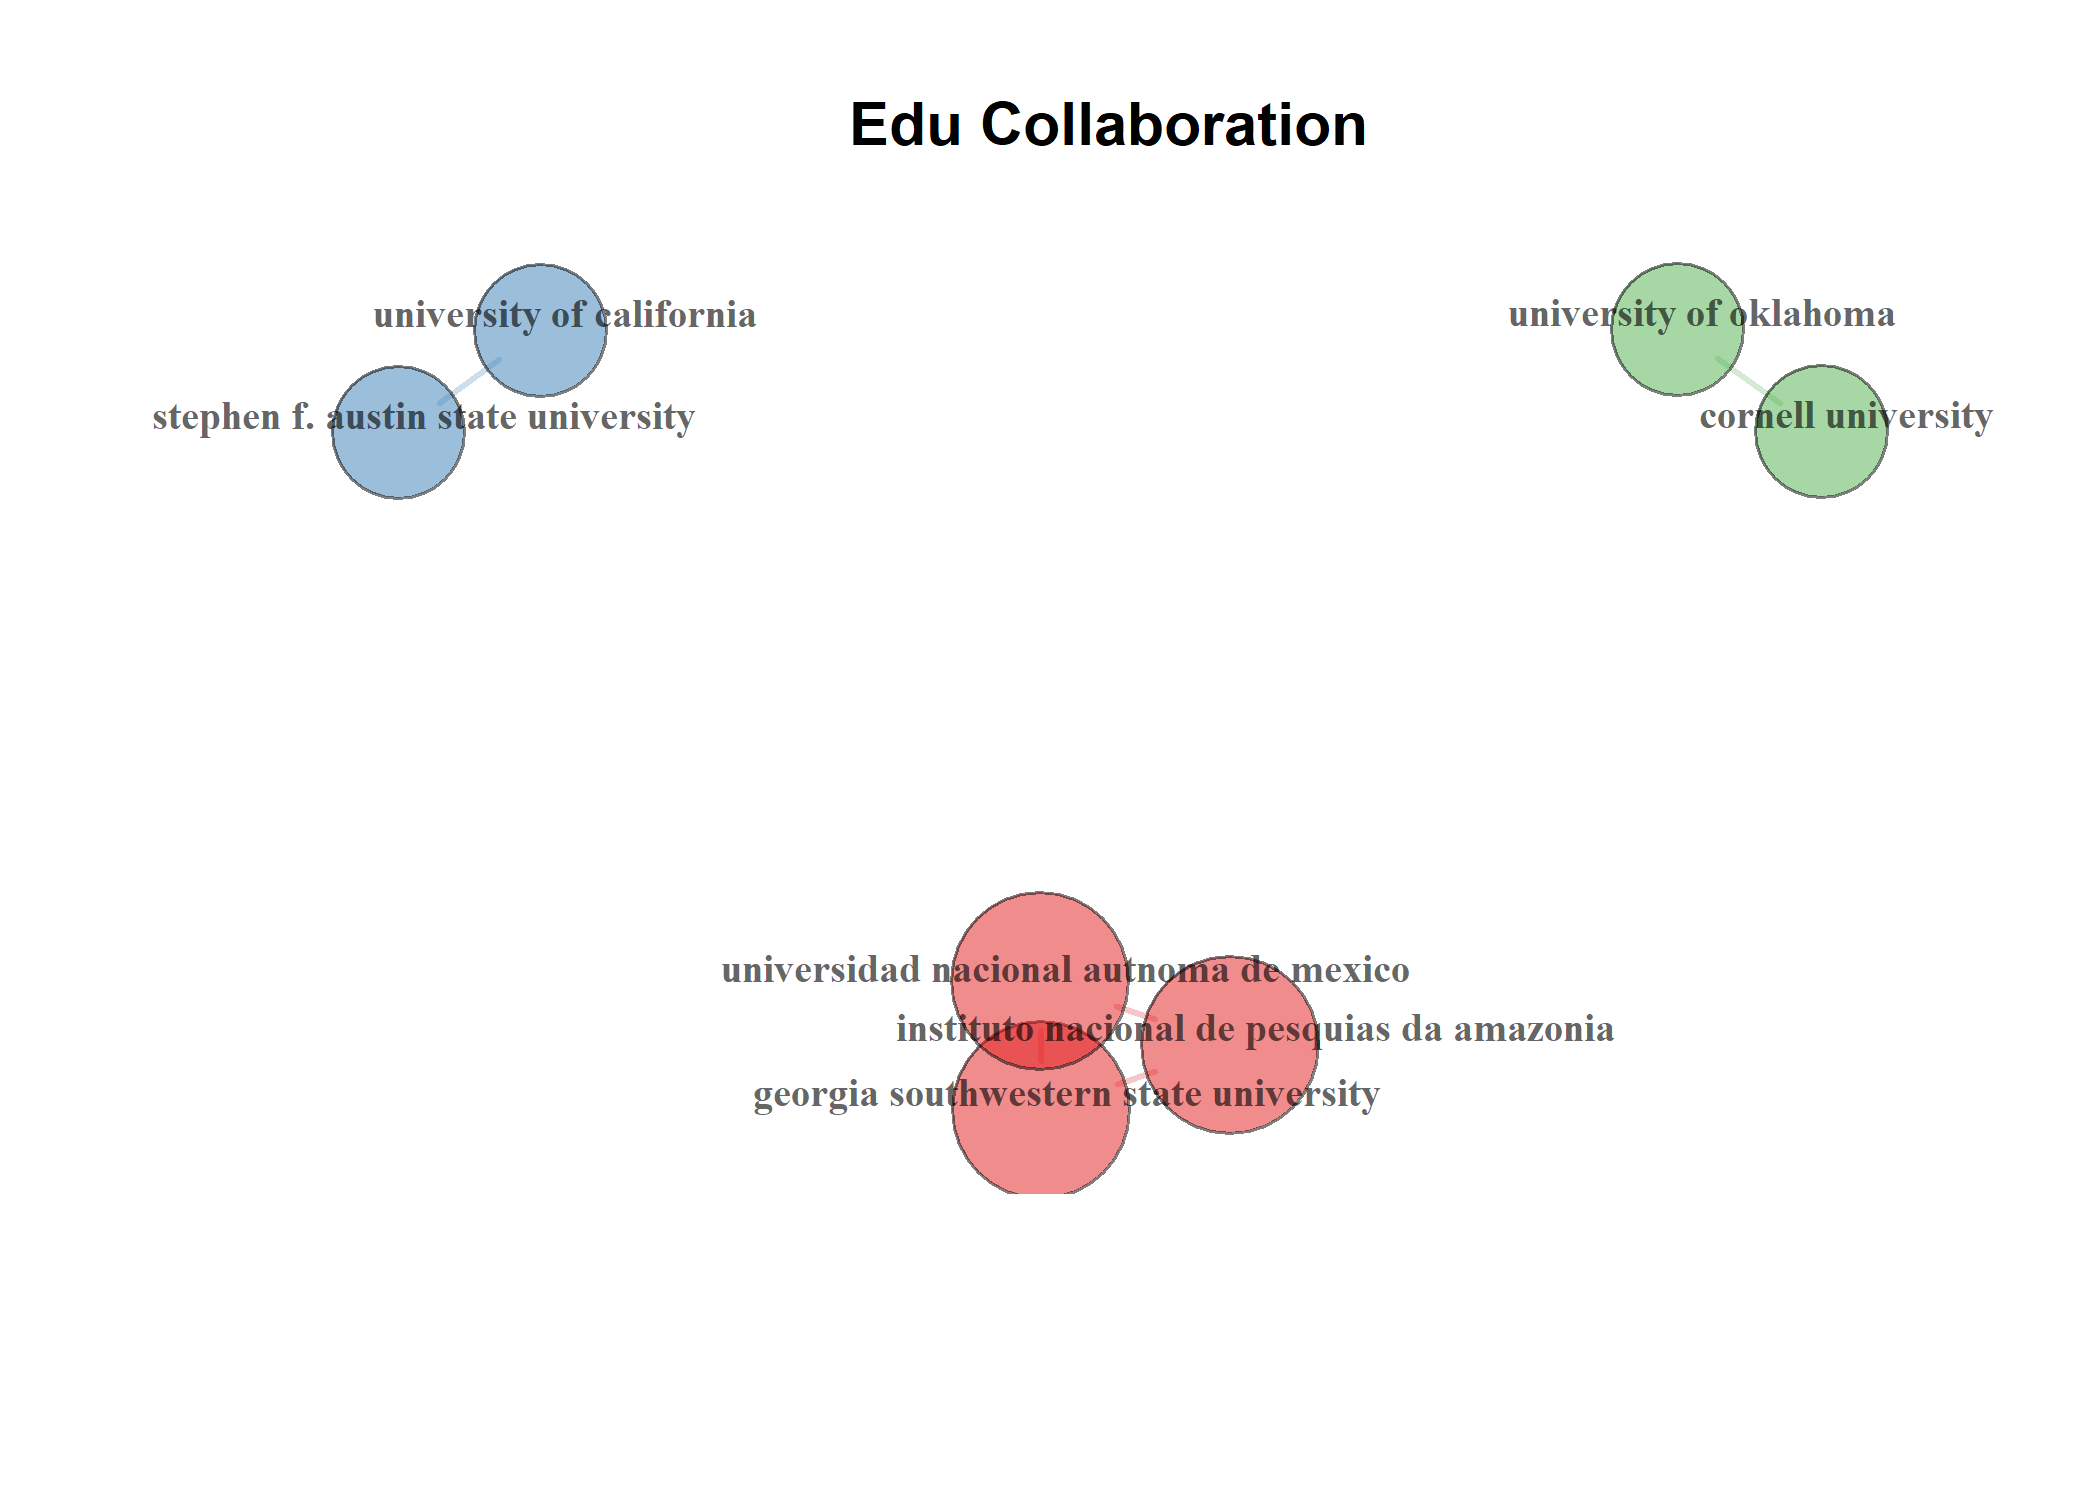 Edu Collaboration
university of california
stephen f. austin state university
university of oklahoma
cornell university
universidad nacional autnoma de mexico
instituto nacional de pesquias da amazonia
georgia southwestern state university